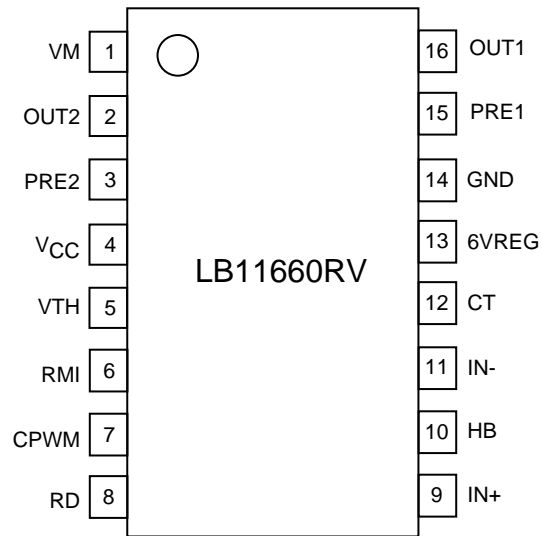 VM 1 16 OUT1
OUT2 2 15 PRE1
PRE2 3 14 GND
VCC 4 13 6VREG
LB11660RV
VTH 5 12 CT
RMI 6 11 IN-
CPWM 7 10 HB
RD 8 9 IN+